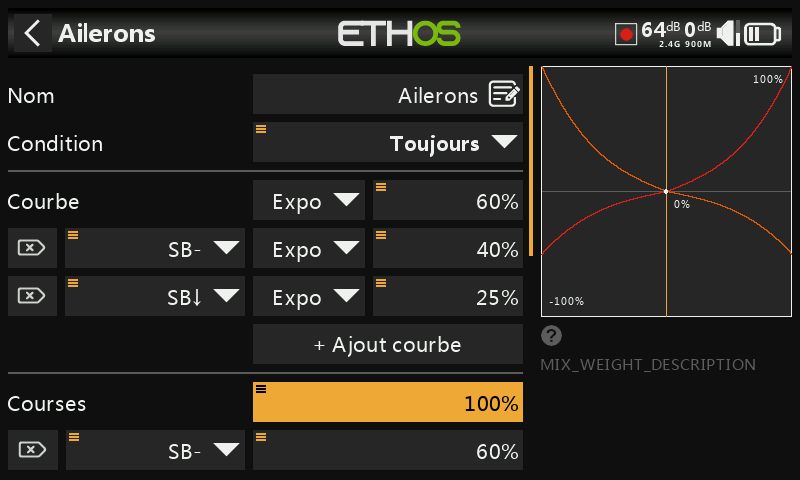 Ailerons
ETHOS
64dB 0dB
2.4G 900M
Nom
Ailerons
Condition
Toujours
Courbe
Expo
60%
SB-
Expo
40%
SB↓
Expo
25%
+ Ajout courbe
Courses
100%
SB-
60%
100%
0%
-100%
?
MIX_WEIGHT_DESCRIPTION